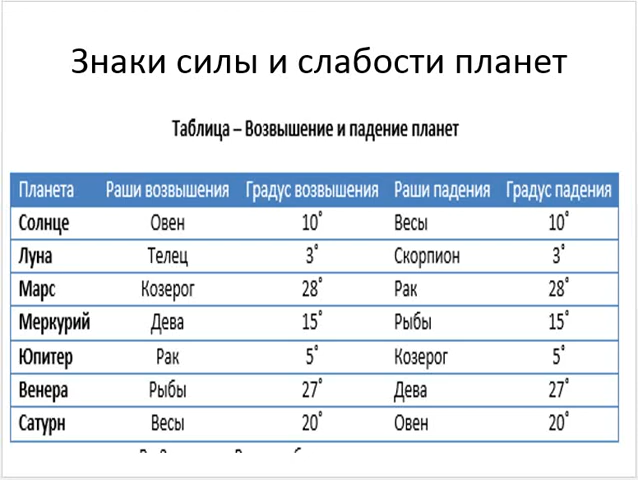 Знаки силы и слабости планет
Таблица – Возвышение и падение планет
Планета Раши возвышения Градус возвышения Раши падения Градус падения
Солнце Овен 10° Весы 10°
Луна Телец 3° Скорпион 3°
Марс Козерог 28° Рак 28°
Меркурий Дева 15° Рыбы 15°
Юпитер Рак 5° Козерог 5°
Венера Рыбы 27° Дева 27°
Сатурн Весы 20° Овен 20°